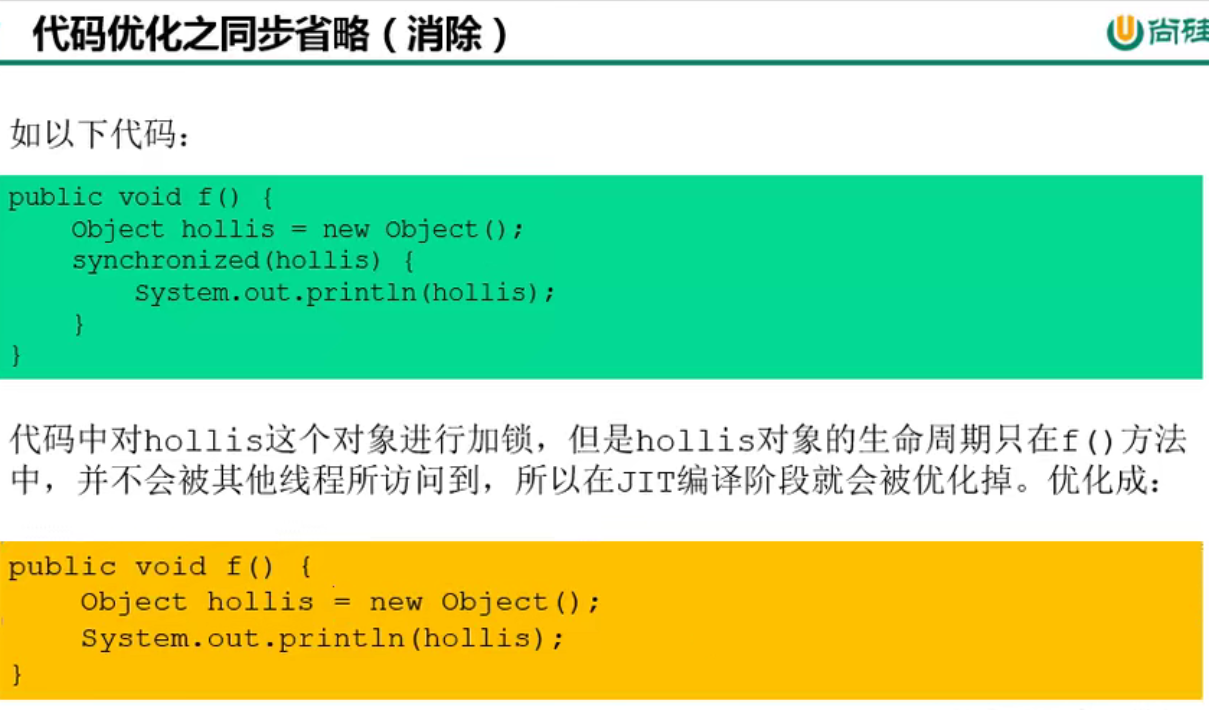 代码优化之同步省略（消除）
尚硅
如以下代码：
public void f() {
    Object hollis = new Object();
    synchronized(hollis) {
        System.out.println(hollis);
    }
}
代码中对hollis这个对象进行加锁，但是hollis对象的生命周期只在f()方法
中，并不会被其他线程所访问到，所以在JIT编译阶段就会被优化掉。优化成：
public void f() {
    Object hollis = new Object();
    System.out.println(hollis);
}